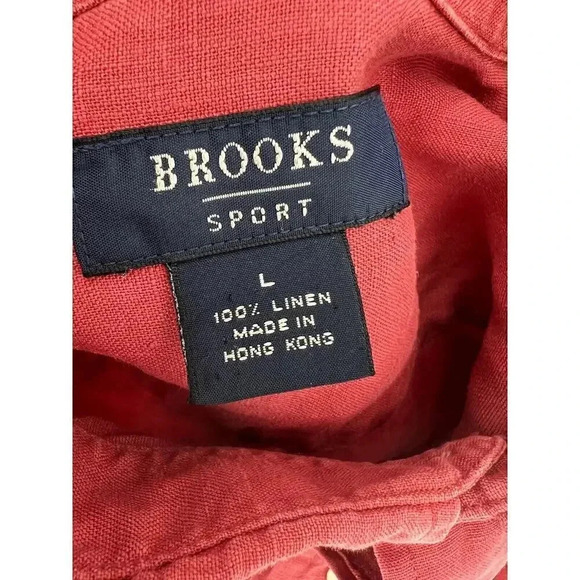 BROOKS
SPORT
L
100% LINEN
MADE IN
HONG KONG